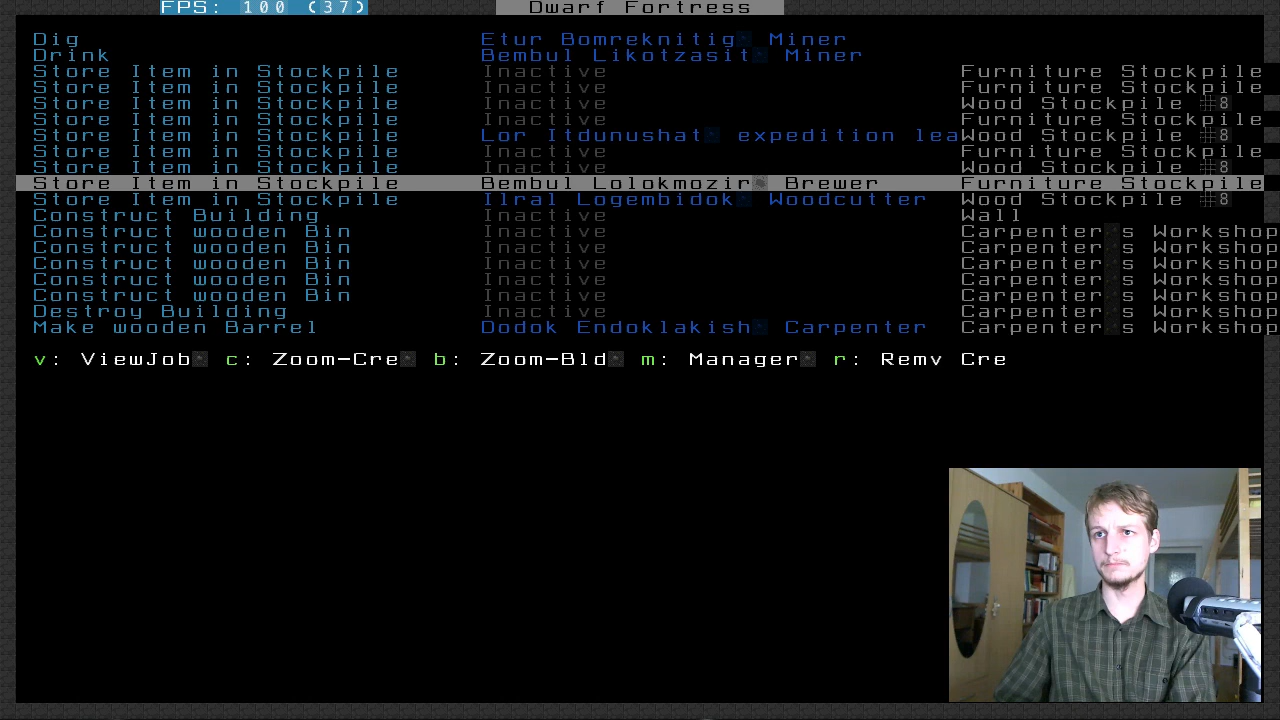 FPS: 100 (37) Dwarf Fortress
Dig Etur Bomreknitig Miner
Drink Bembul Likotzasit Miner
Store Item in Stockpile Inactive Furniture Stockpile
Store Item in Stockpile Inactive Furniture Stockpile
Store Item in Stockpile Inactive Wood Stockpile #8
Store Item in Stockpile Inactive Furniture Stockpile
Store Item in Stockpile Lor Itdunushat expedition lea Wood Stockpile #8
Store Item in Stockpile Inactive Furniture Stockpile
Store Item in Stockpile Inactive Wood Stockpile #8
Store Item in Stockpile Bembul Lolokmozir Brewer Furniture Stockpile
Store Item in Stockpile Ilral Logembidok Woodcutter Wood Stockpile #8
Construct Building Inactive Wall
Construct wooden Bin Inactive Carpenter s Workshop
Construct wooden Bin Inactive Carpenter s Workshop
Construct wooden Bin Inactive Carpenter s Workshop
Construct wooden Bin Inactive Carpenter s Workshop
Construct wooden Bin Inactive Carpenter s Workshop
Destroy Building Inactive Carpenter s Workshop
Make wooden Barrel Dodok Endoklakish Carpenter Carpenter s Workshop
v: ViewJob c: Zoom-Cre b: Zoom-Bld m: Manager r: Remv Cre